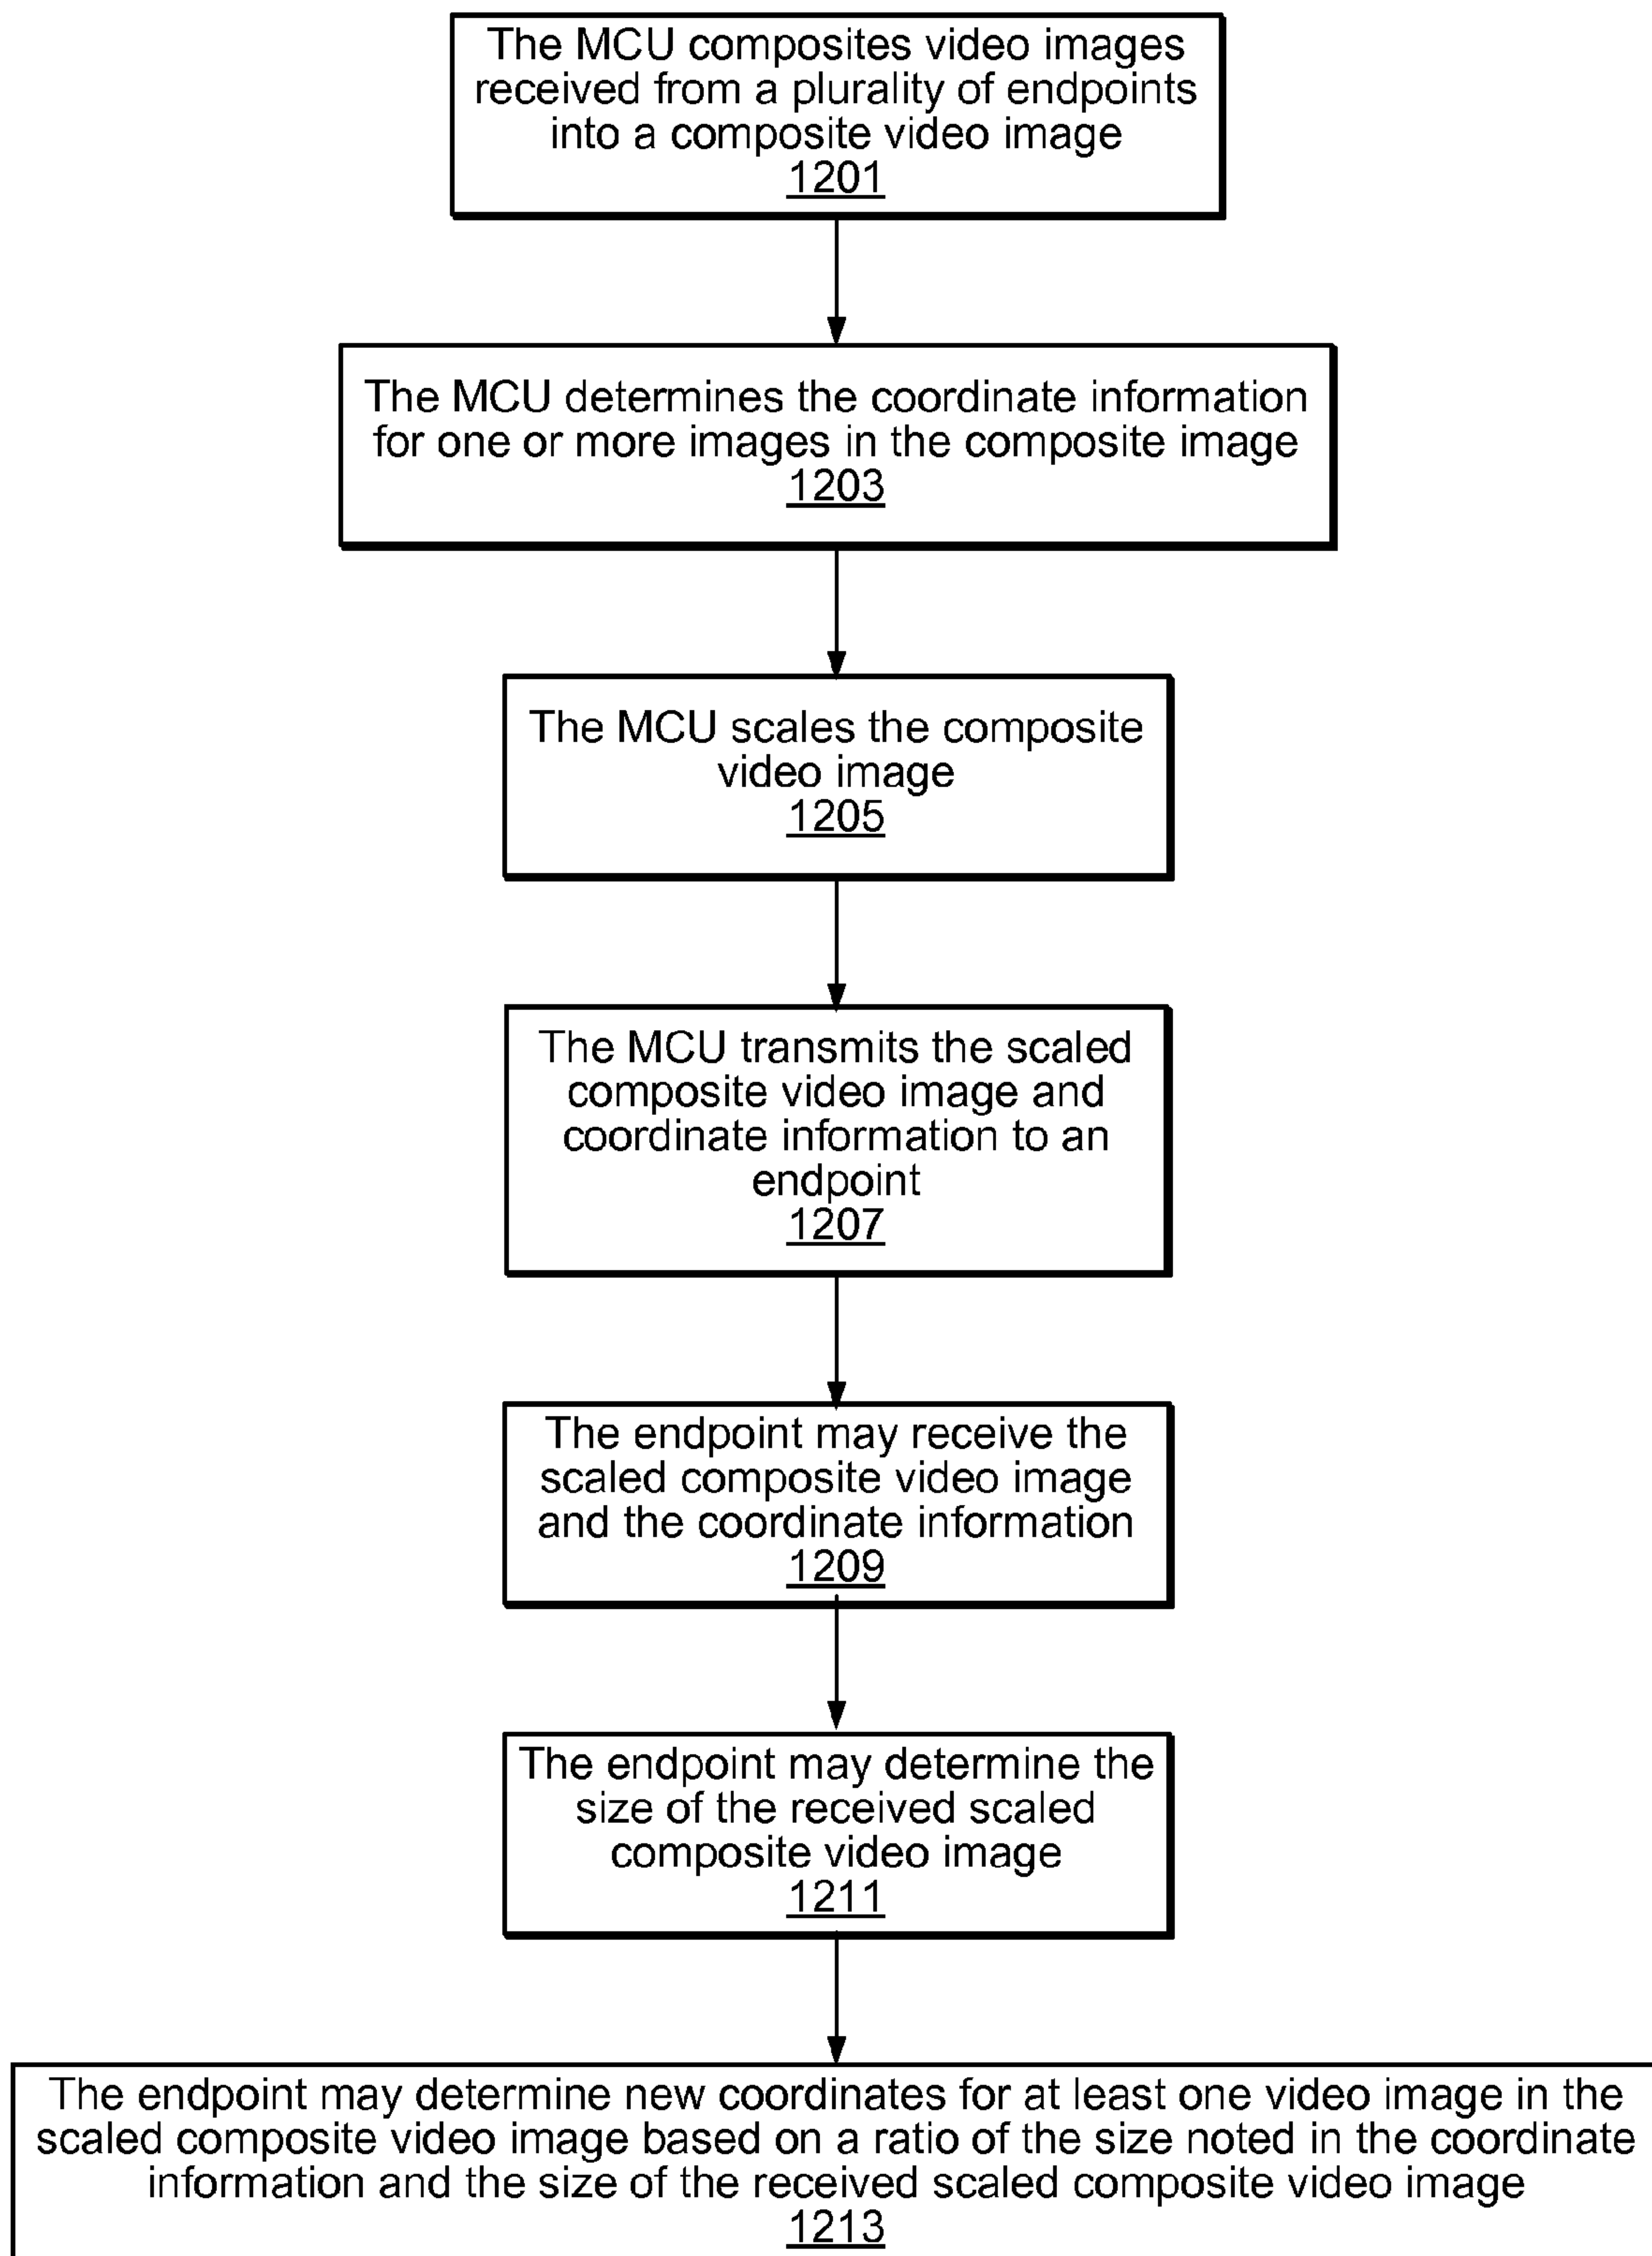 The MCU composites video images
received from a plurality of endpoints
into a composite video image
1201
The MCU determines the coordinate information
for one or more images in the composite image
1203
The MCU scales the composite
video image
1205
The MCU transmits the scaled
composite video image and
coordinate information to an
endpoint
1207
The endpoint may receive the
scaled composite video image
and the coordinate information
1209
The endpoint may determine the
size of the received scaled
composite video image
1211
The endpoint may determine new coordinates for at least one video image in the
scaled composite video image based on a ratio of the size noted in the coordinate
information and the size of the received scaled composite video image
1213